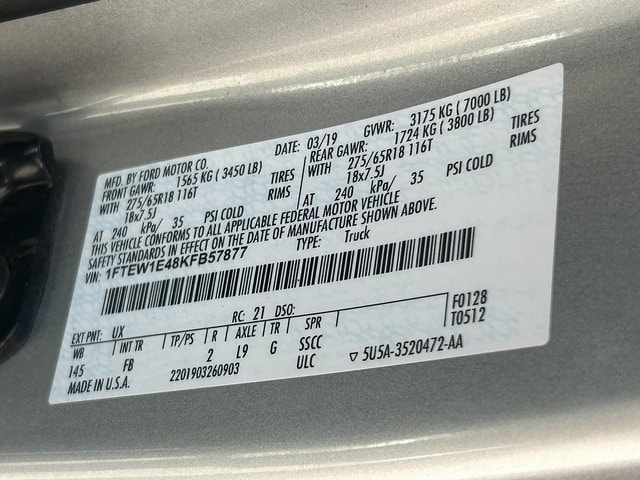 MFD. BY FORD MOTOR CO. DATE: 03/19 GVWR: 3175 KG ( 7000 LB)
FRONT GAWR: 1565 KG ( 3450 LB) REAR GAWR: 1724 KG ( 3800 LB)
WITH 275/65R18 116T TIRES WITH 275/65R18 116T TIRES
18x7.5J RIMS 18x7.5J RIMS
AT 240 kPa/ 35 PSI COLD AT 240 kPa/ 35 PSI COLD
THIS VEHICLE CONFORMS TO ALL APPLICABLE FEDERAL MOTOR VEHICLE
SAFETY STANDARDS IN EFFECT ON THE DATE OF MANUFACTURE SHOWN ABOVE.
VIN: 1FTEW1E48KFB57877 TYPE: Truck
EXT PNT: UX RC: 21 DSO: F0128
WB INT TR TP/PS R AXLE TR SPR T0512
145 FB 2 L9 G SSCC
MADE IN U.S.A. 2201903260903 ULC ▽ 5U5A-3520472-AA